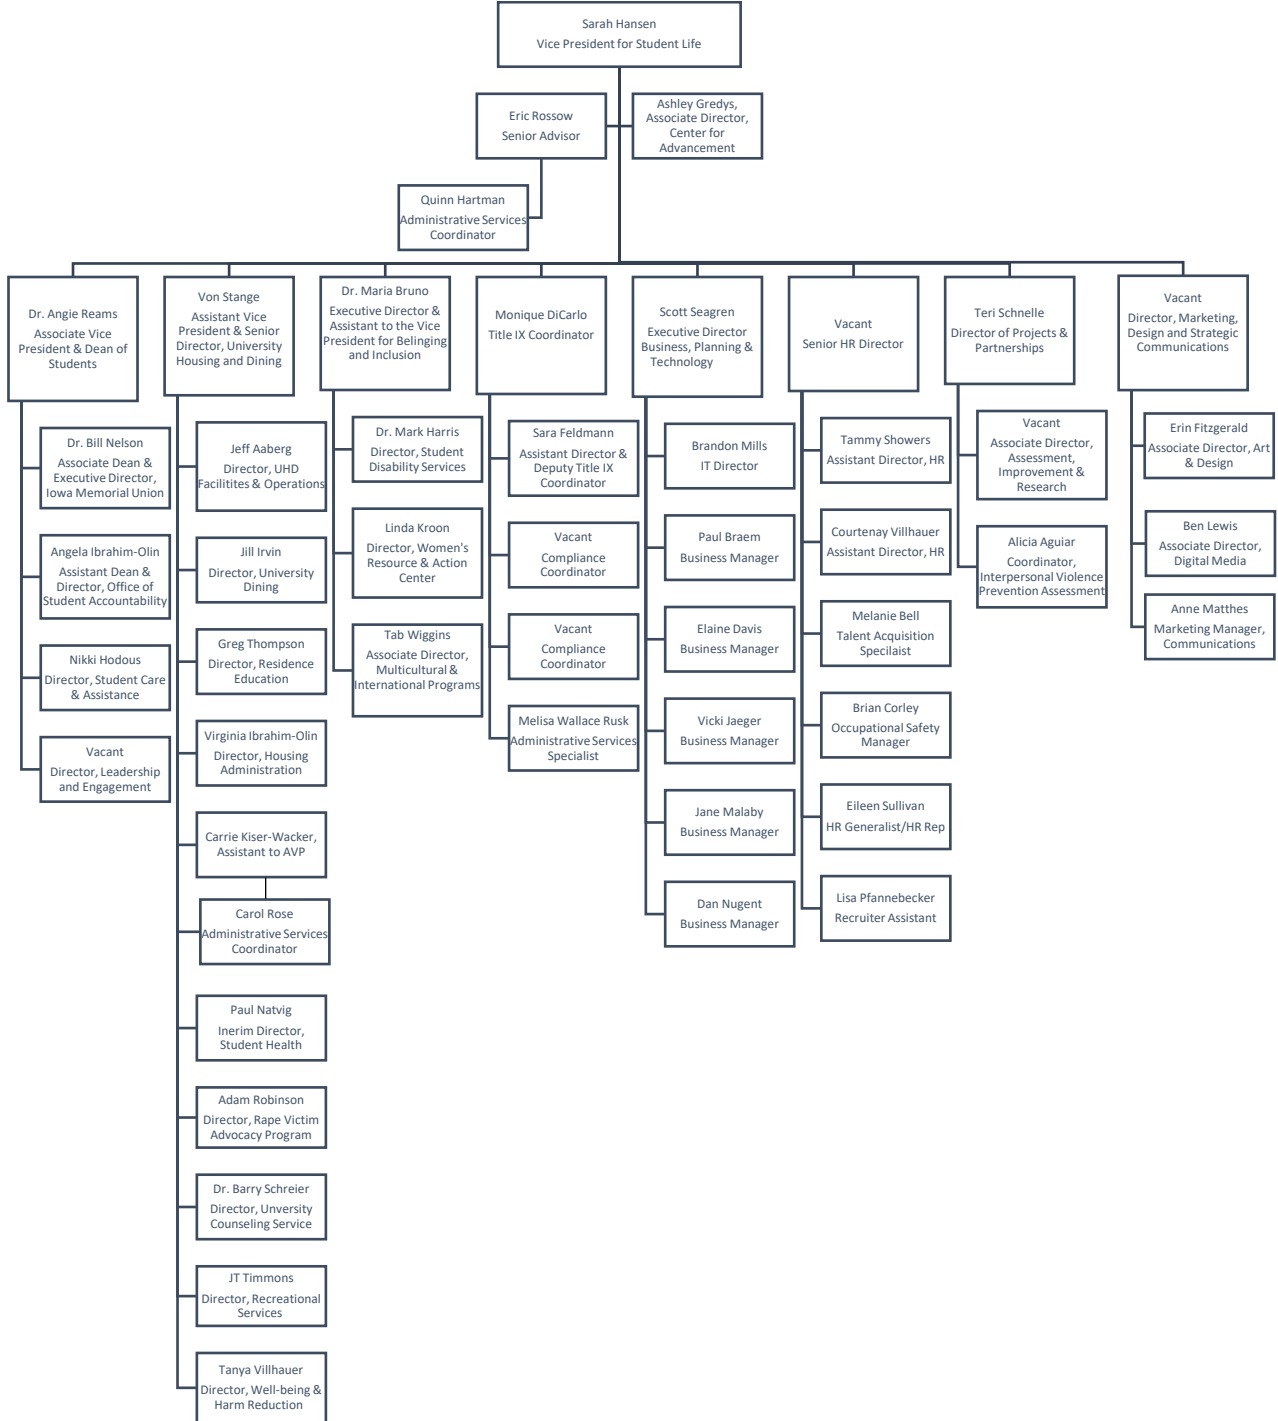 Sarah Hansen
Vice President for Student Life
Eric Rossow
Senior Advisor
Ashley Gredys,
Associate Director,
Center for
Advancement
Quinn Hartman
Administrative Services
Coordinator
Dr. Angie Reams
Associate Vice
President & Dean of
Students
Von Stange
Assistant Vice
President & Senior
Director, University
Housing and Dining
Dr. Maria Bruno
Executive Director &
Assistant to the Vice
President for Belinging
and Inclusion
Monique DiCarlo
Title IX Coordinator
Scott Seagren
Executive Director
Business, Planning &
Technology
Vacant
Senior HR Director
Teri Schnelle
Director of Projects &
Partnerships
Vacant
Director, Marketing,
Design and Strategic
Communications
Dr. Bill Nelson
Associate Dean &
Executive Director,
Iowa Memorial Union
Angela Ibrahim-Olin
Assistant Dean &
Director, Office of
Student Accountability
Nikki Hodous
Director, Student Care
& Assistance
Vacant
Director, Leadership
and Engagement
Jeff Aaberg
Director, UHD
Facilitites & Operations
Jill Irvin
Director, University
Dining
Greg Thompson
Director, Residence
Education
Virginia Ibrahim-Olin
Director, Housing
Administration
Carrie Kiser-Wacker,
Assistant to AVP
Carol Rose
Administrative Services
Coordinator
Paul Natvig
Inerim Director,
Student Health
Adam Robinson
Director, Rape Victim
Advocacy Program
Dr. Barry Schreier
Director, Unversity
Counseling Service
JT Timmons
Director, Recreational
Services
Tanya Villhauer
Director, Well-being &
Harm Reduction
Dr. Mark Harris
Director, Student
Disability Services
Linda Kroon
Director, Women's
Resource & Action
Center
Tab Wiggins
Associate Director,
Multicultural &
International Programs
Sara Feldmann
Assistant Director &
Deputy Title IX
Coordinator
Vacant
Compliance
Coordinator
Vacant
Compliance
Coordinator
Melisa Wallace Rusk
Administrative Services
Specialist
Brandon Mills
IT Director
Paul Braem
Business Manager
Elaine Davis
Business Manager
Vicki Jaeger
Business Manager
Jane Malaby
Business Manager
Dan Nugent
Business Manager
Tammy Showers
Assistant Director, HR
Courtenay Villhauer
Assistant Director, HR
Melanie Bell
Talent Acquisition
Specilaist
Brian Corley
Occupational Safety
Manager
Eileen Sullivan
HR Generalist/HR Rep
Lisa Pfannebecker
Recruiter Assistant
Vacant
Associate Director,
Assessment,
Improvement &
Research
Alicia Aguiar
Coordinator,
Interpersonal Violence
Prevention Assessment
Erin Fitzgerald
Associate Director, Art
& Design
Ben Lewis
Associate Director,
Digital Media
Anne Matthes
Marketing Manager,
Communications